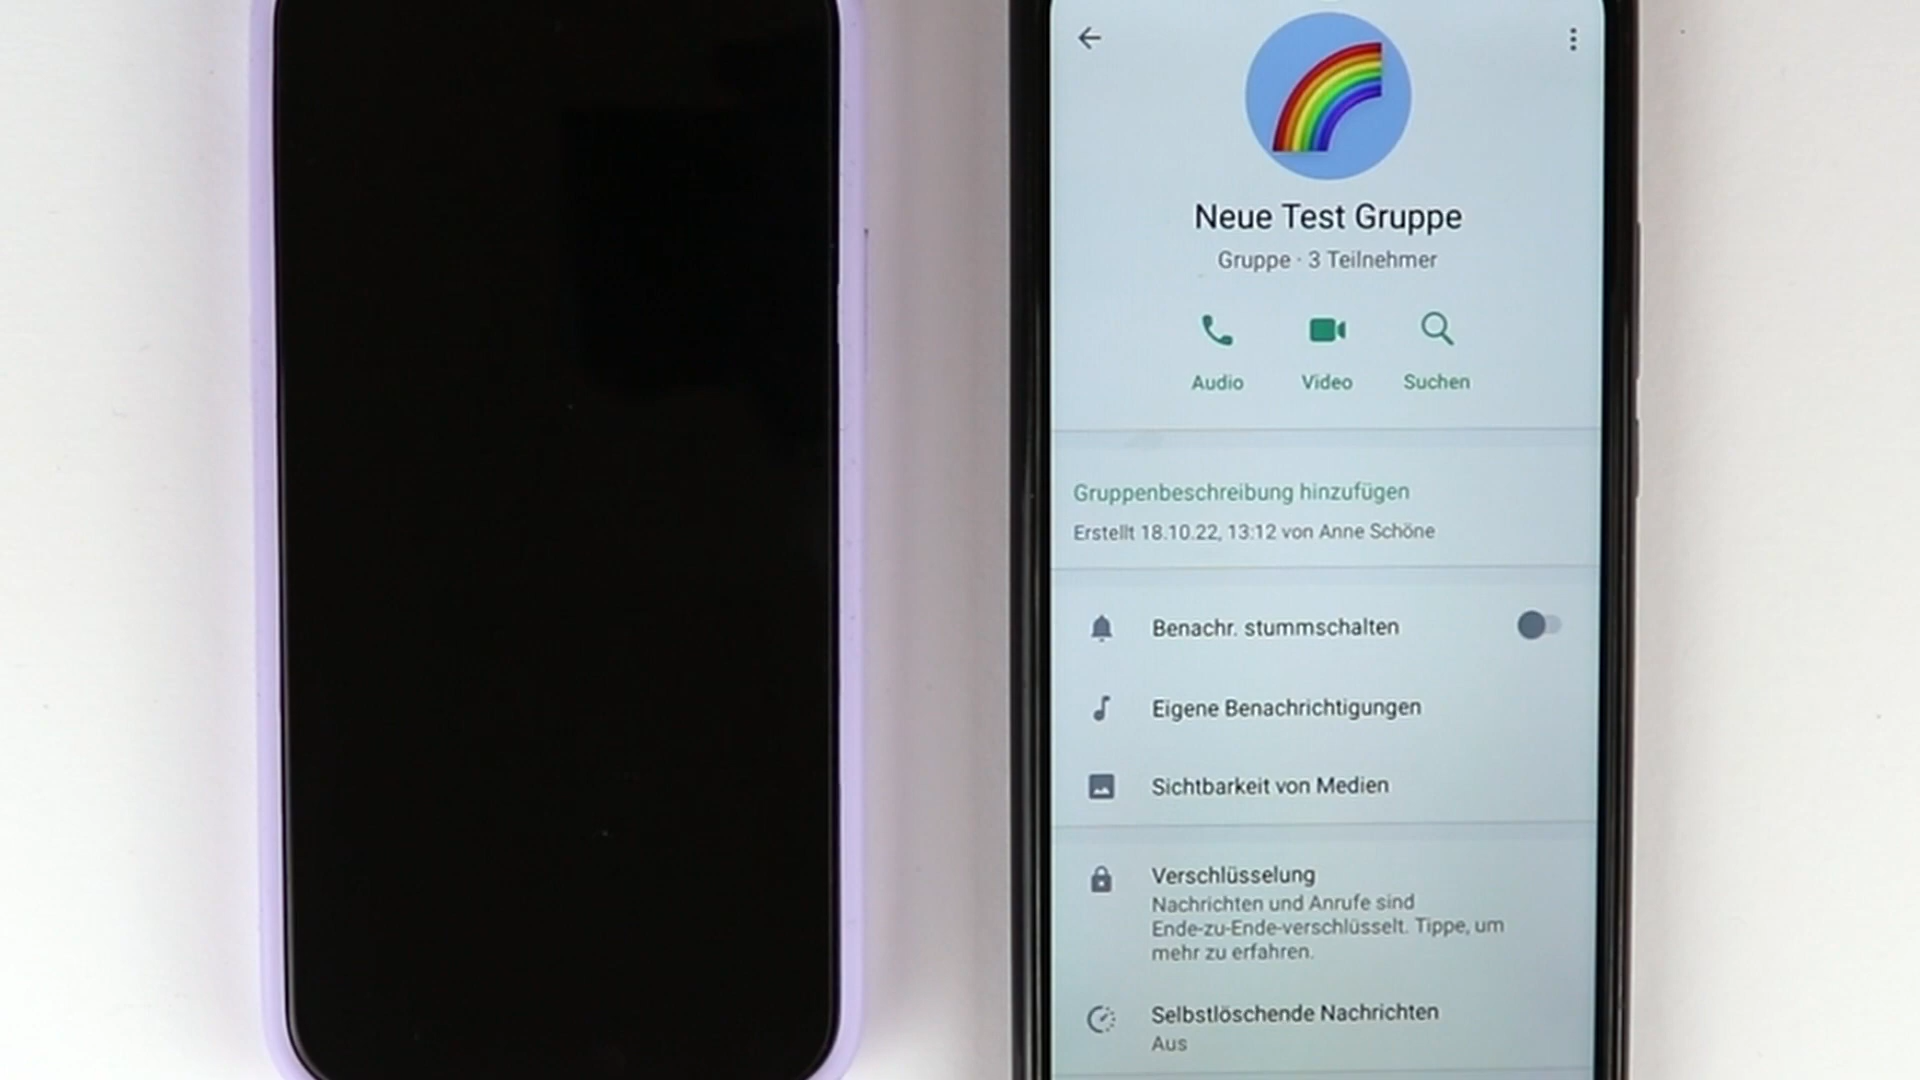 Neue Test Gruppe
Gruppe · 3 Teilnehmer
Audio Video Suchen
Gruppenbeschreibung hinzufügen
Erstellt 18.10.22, 13:12 von Anne Schöne
Benachr. stummschalten
Eigene Benachrichtigungen
Sichtbarkeit von Medien
Verschlüsselung
Nachrichten und Anrufe sind
Ende-zu-Ende-verschlüsselt. Tippe, um
mehr zu erfahren.
Selbstlöschende Nachrichten
Aus